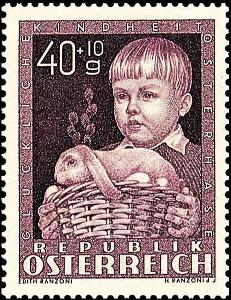 GLÜCKLICHE KINDHEIT OSTERHASE
40+10
g
REPUBLIK
ÖSTERREICH
EDITH RANZONI H. RANZONI D. J.